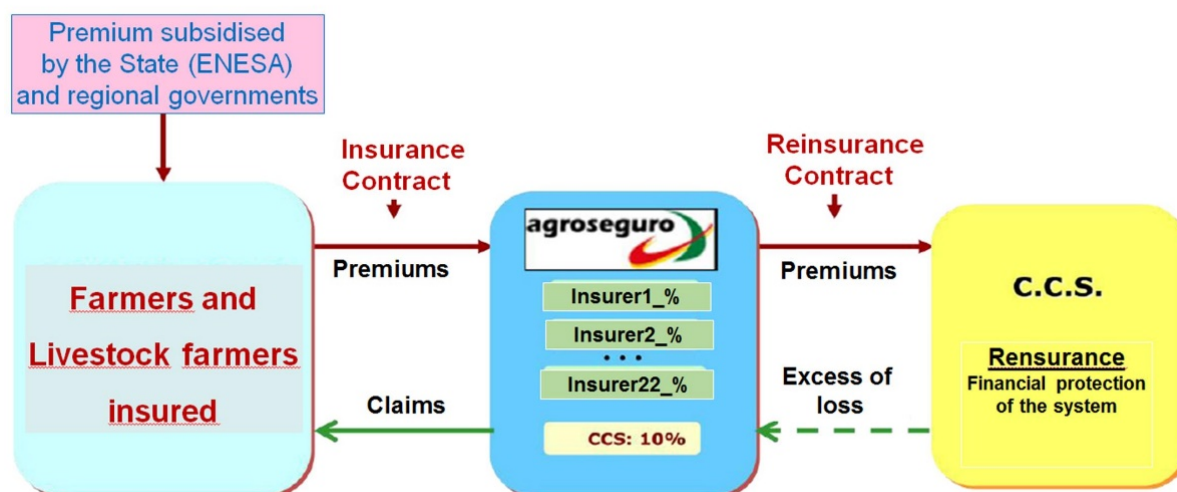 Premium subsidised
by the State (ENESA)
and regional governments
Insurance
Contract
Reinsurance
Contract
agroseguro
Premiums
Premiums
Farmers and
Livestock farmers
insured
Insurer1_%
Insurer2_%
...
Insurer22_%
CCS: 10%
Claims
Excess of
loss
C.C.S.
Rensurance
Financial protection
of the system